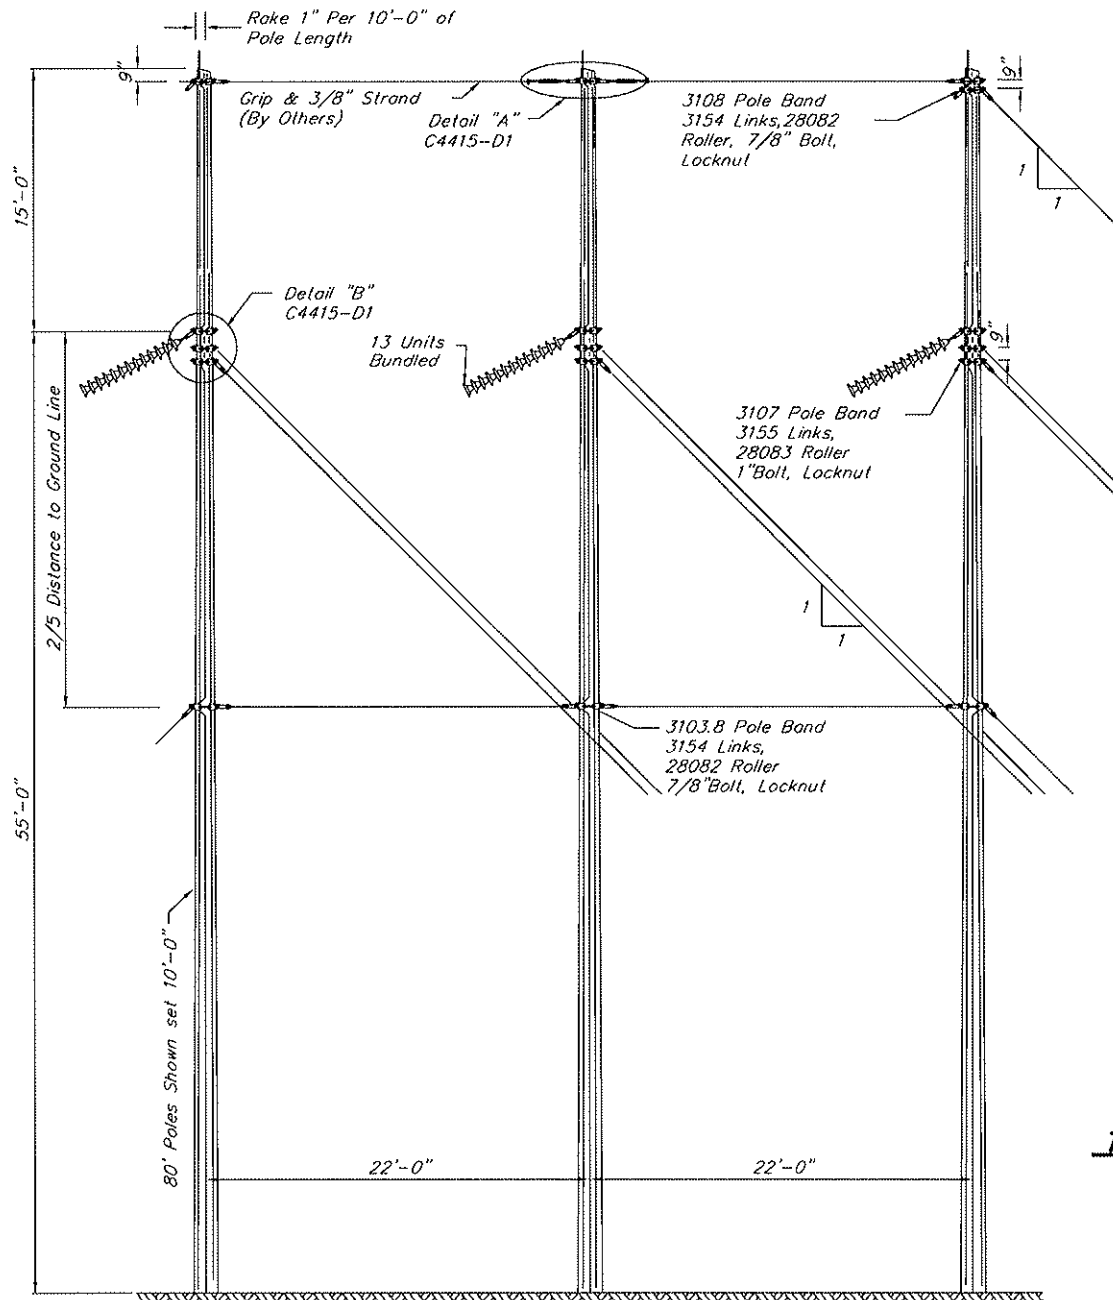 Rake 1" Per 10'-0" of
Pole Length
9"
Grip & 3/8" Strand
(By Others)
Detail "A"
C4415-D1
3108 Pole Band
3154 Links, 28082
Roller, 7/8" Bolt,
Locknut
9"
1
1
15'-0"
Detail "B"
C4415-D1
13 Units
Bundled
9"
3107 Pole Band
3155 Links,
28083 Roller
1"Bolt, Locknut
2/5 Distance to Ground Line
1
1
3103.8 Pole Band
3154 Links,
28082 Roller
7/8"Bolt, Locknut
55'-0"
80' Poles Shown set 10'-0"
22'-0"
22'-0"